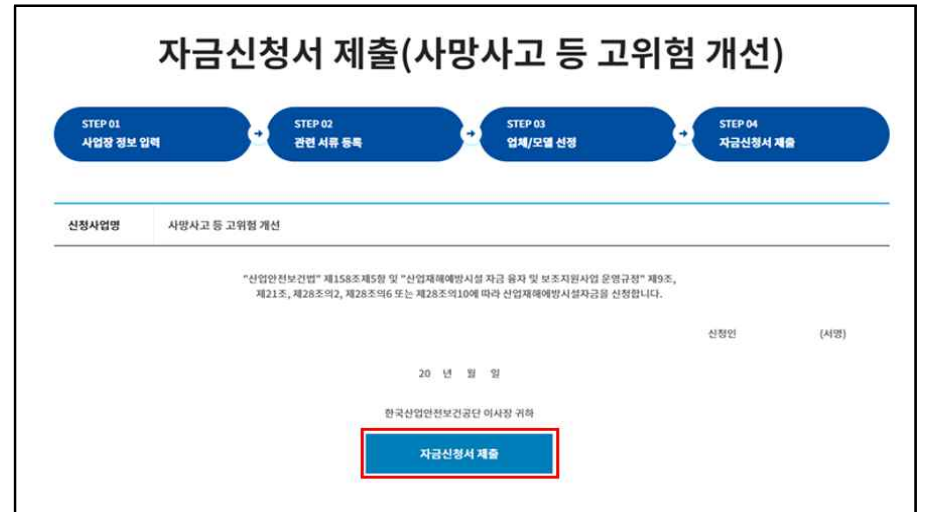 자금신청서 제출(사망사고 등 고위험 개선)
STEP 01
사업장 정보 입력
STEP 02
관련 서류 등록
STEP 03
업체/모델 선정
STEP 04
자금신청서 제출
신청사업명 사망사고 등 고위험 개선
"산업안전보건법" 제158조제5항 및 "산업재해예방시설 자금 융자 및 보조지원사업 운영규정" 제9조,
제21조, 제28조의2, 제28조의6 또는 제28조의10에 따라 산업재해예방시설자금을 신청합니다.
신청인 (서명)
20 년 월 일
한국산업안전보건공단 이사장 귀하
자금신청서 제출